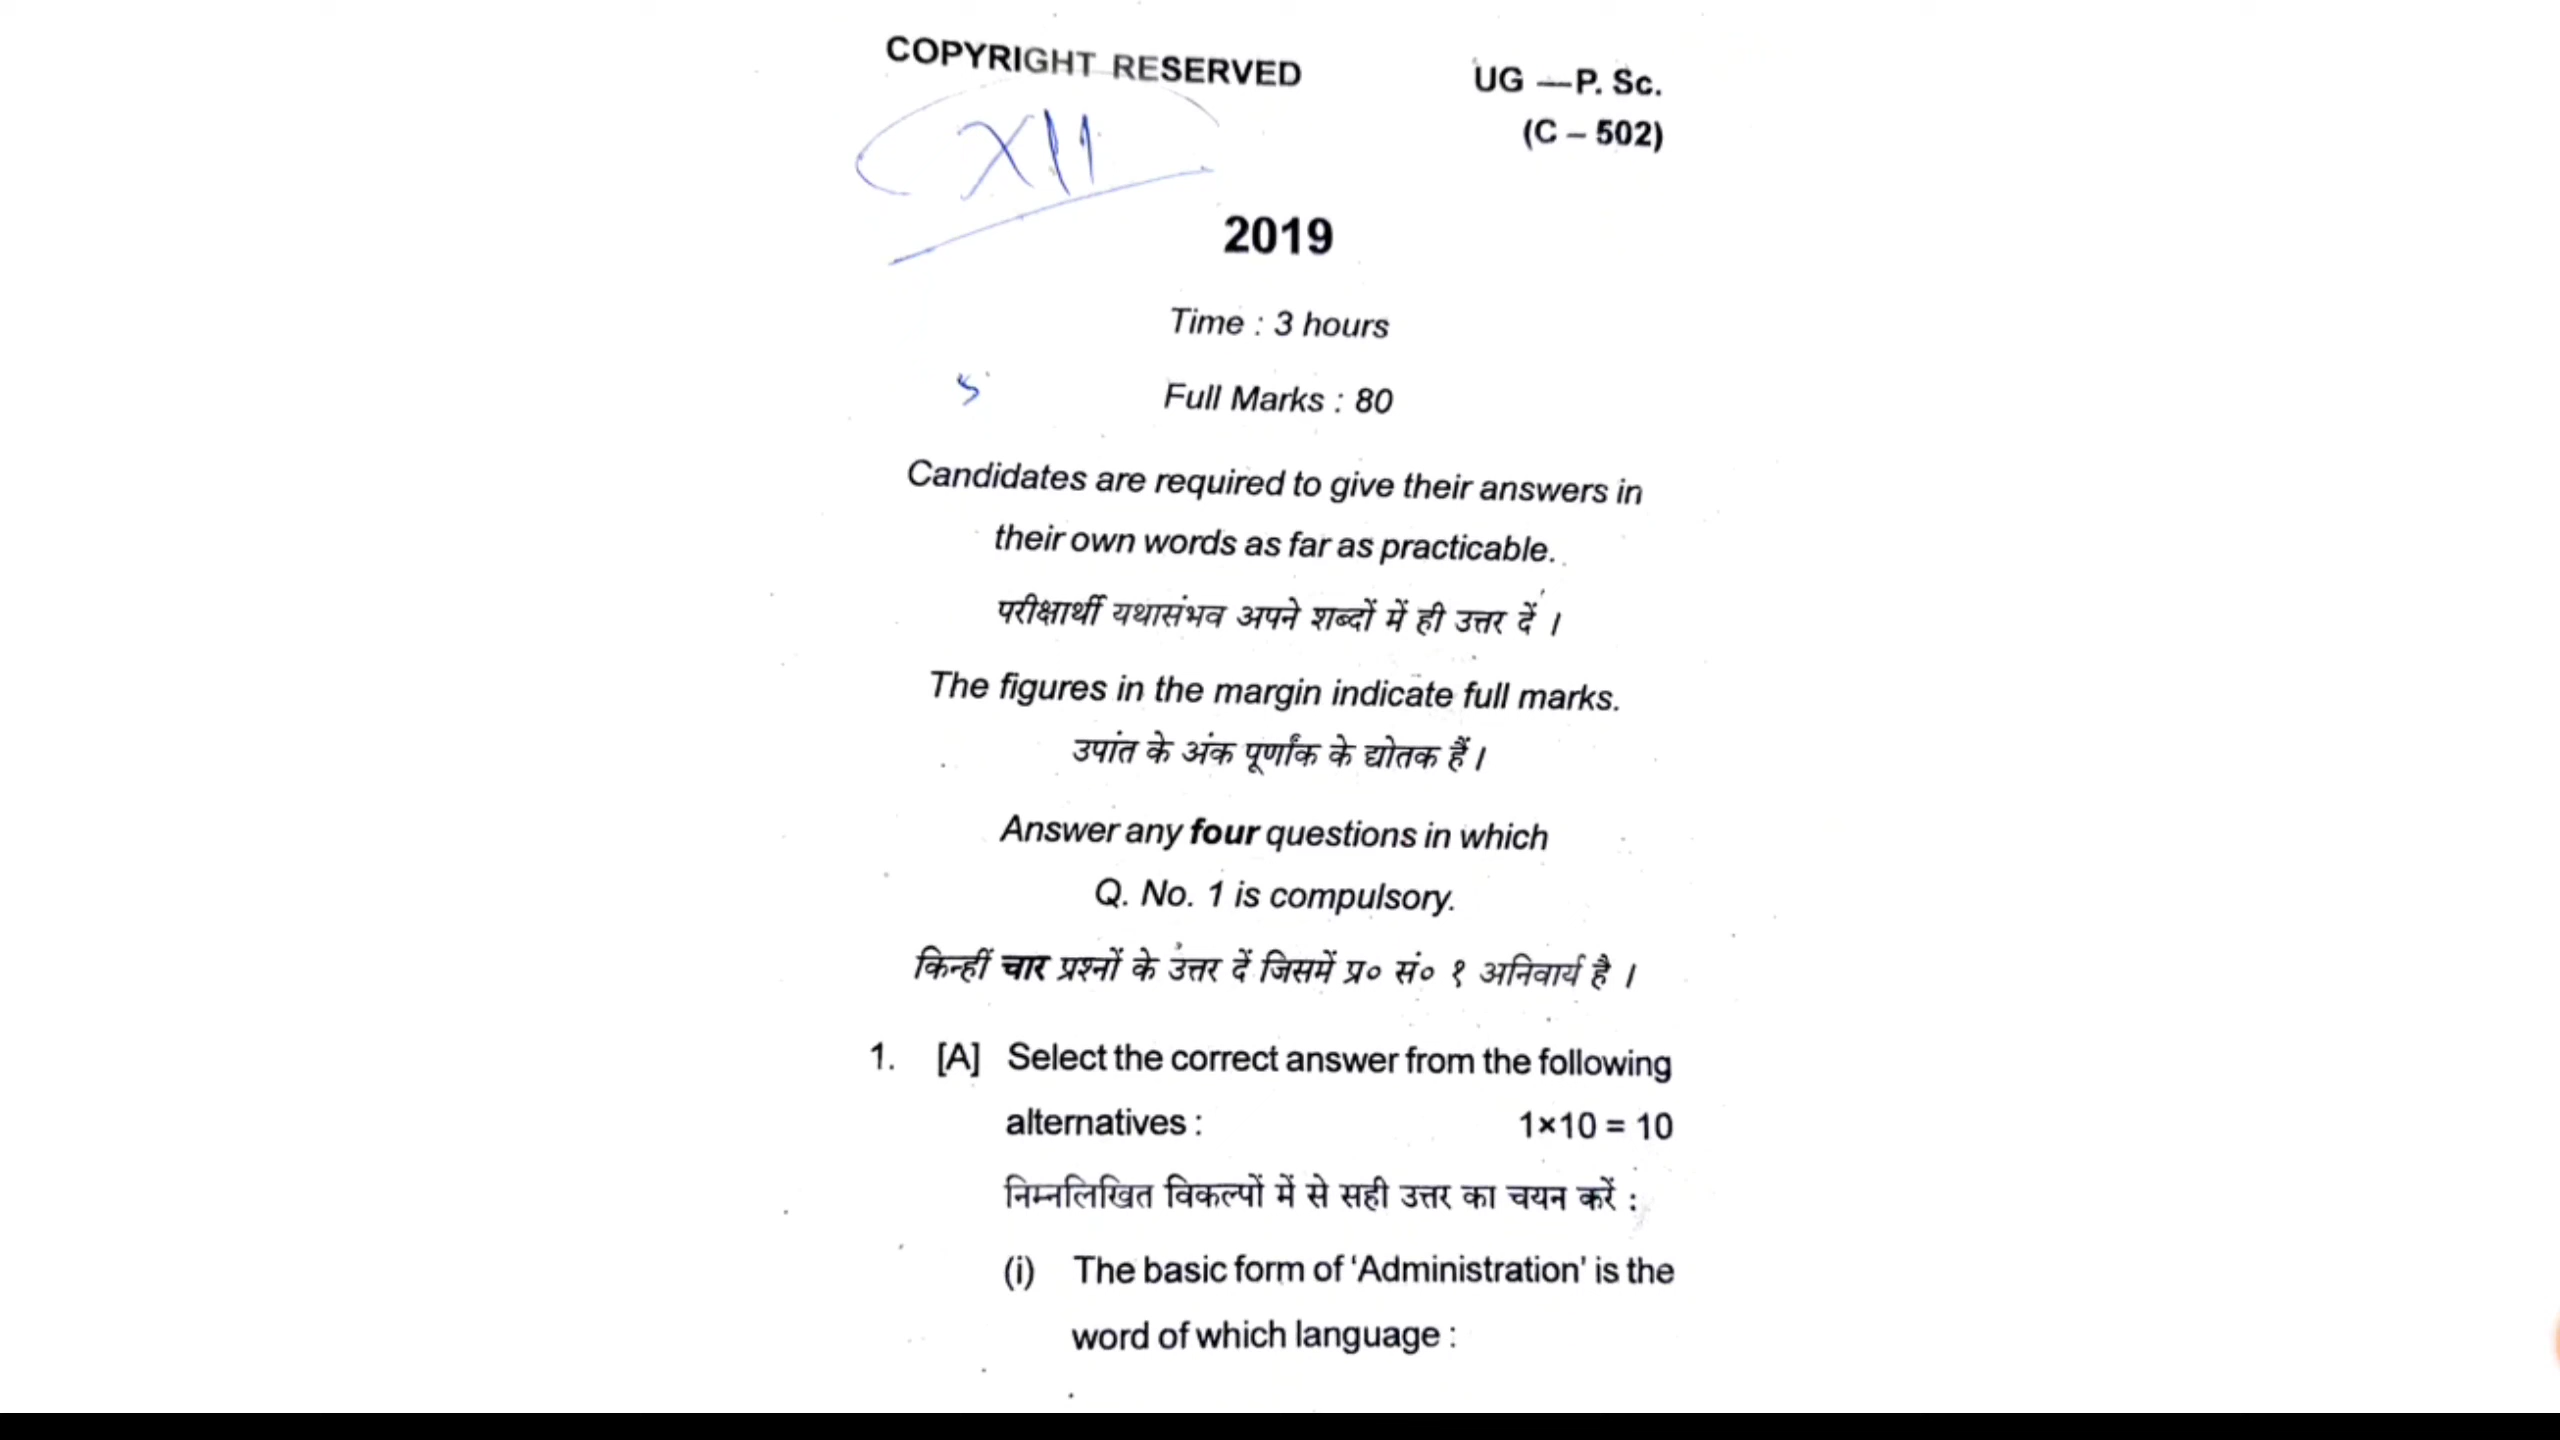 COPYRIGHT RESERVED
UG — P. Sc.
(C – 502)
XII
2019
Time : 3 hours
Full Marks : 80
Candidates are required to give their answers in
their own words as far as practicable.
परीक्षार्थी यथासंभव अपने शब्दों में ही उत्तर दें ।
The figures in the margin indicate full marks.
उपांत के अंक पूर्णांक के द्योतक हैं ।
Answer any four questions in which
Q. No. 1 is compulsory.
किन्हीं चार प्रश्नों के उत्तर दें जिसमें प्र० सं० १ अनिवार्य है ।
1. [A] Select the correct answer from the following
alternatives : 1×10 = 10
निम्नलिखित विकल्पों में से सही उत्तर का चयन करें :
(i) The basic form of ‘Administration’ is the
word of which language :